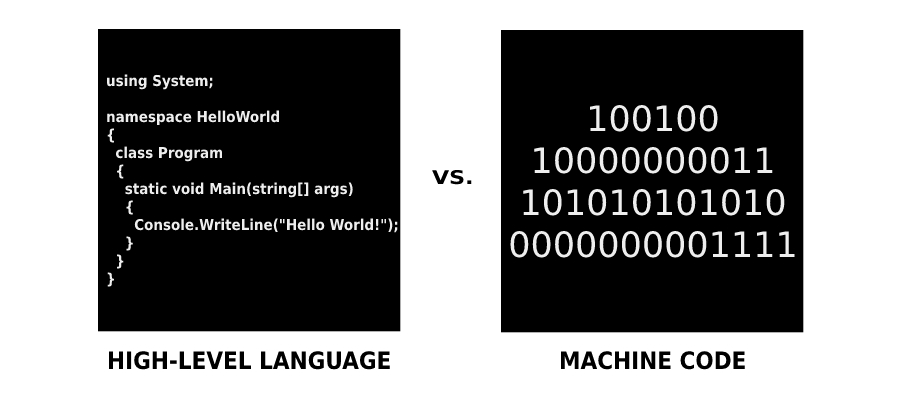 using System;
namespace HelloWorld
{
class Program
{
static void Main(string[] args)
{
Console.WriteLine("Hello World!");
}
}
}
HIGH-LEVEL LANGUAGE
vs.
100100
10000000011
101010101010
0000000001111
MACHINE CODE